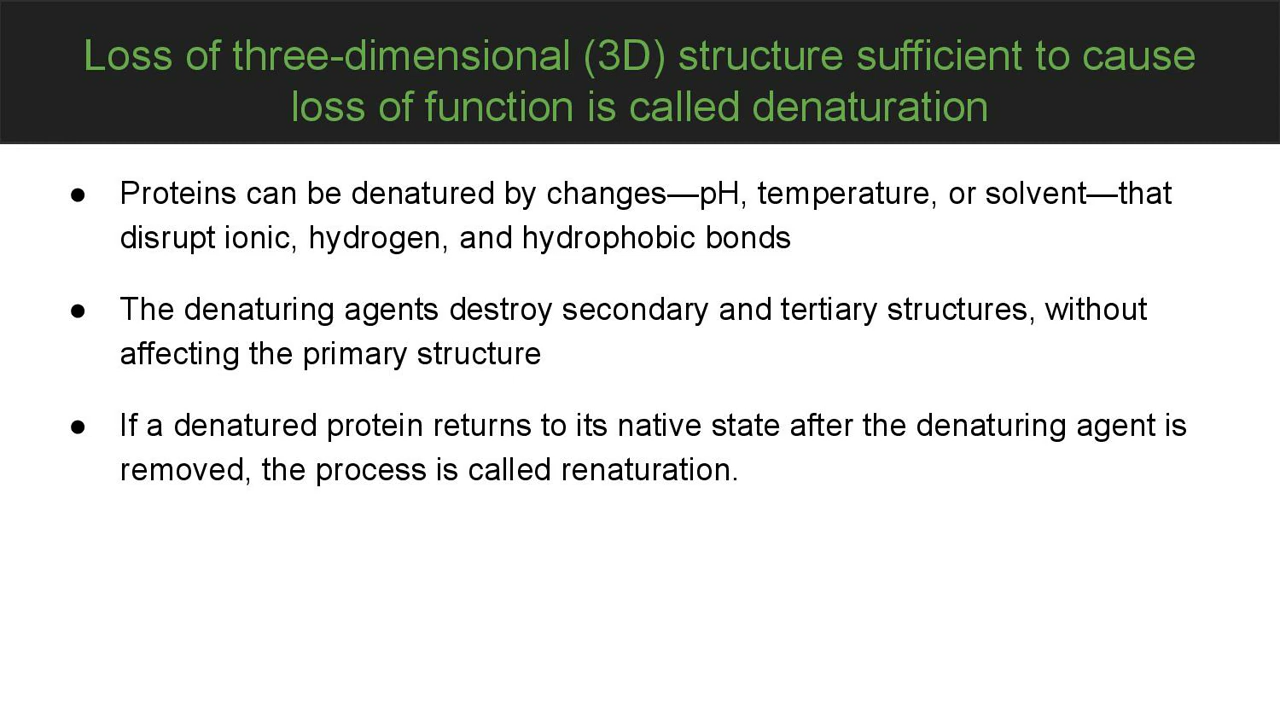 Loss of three-dimensional (3D) structure sufficient to cause
loss of function is called denaturation
● Proteins can be denatured by changes—pH, temperature, or solvent—that
disrupt ionic, hydrogen, and hydrophobic bonds
● The denaturing agents destroy secondary and tertiary structures, without
affecting the primary structure
● If a denatured protein returns to its native state after the denaturing agent is
removed, the process is called renaturation.